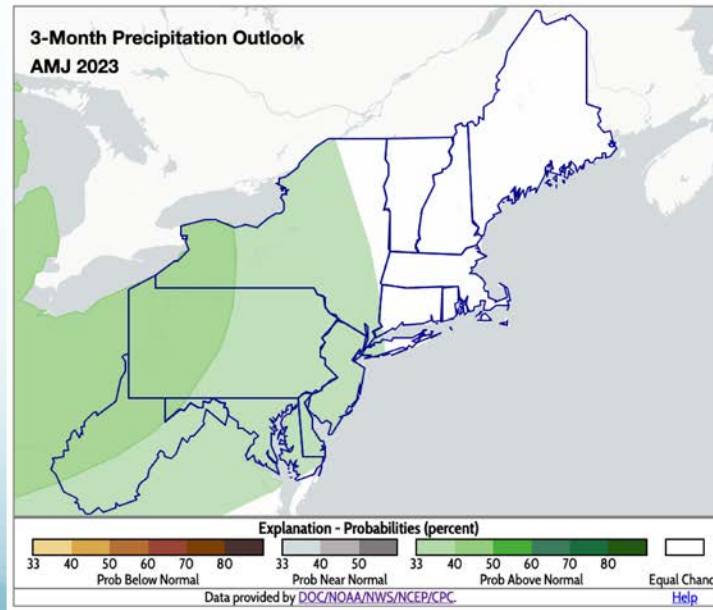 3-Month Precipitation Outlook
AMJ 2023
Explanation - Probabilities (percent)
33 40 50 60 70 80 33 40 50 33 40 50 60 70 80
Prob Below Normal Prob Near Normal Prob Above Normal Equal Chanc
Data provided by DOC/NOAA/NWS/NCEP/CPC. Help